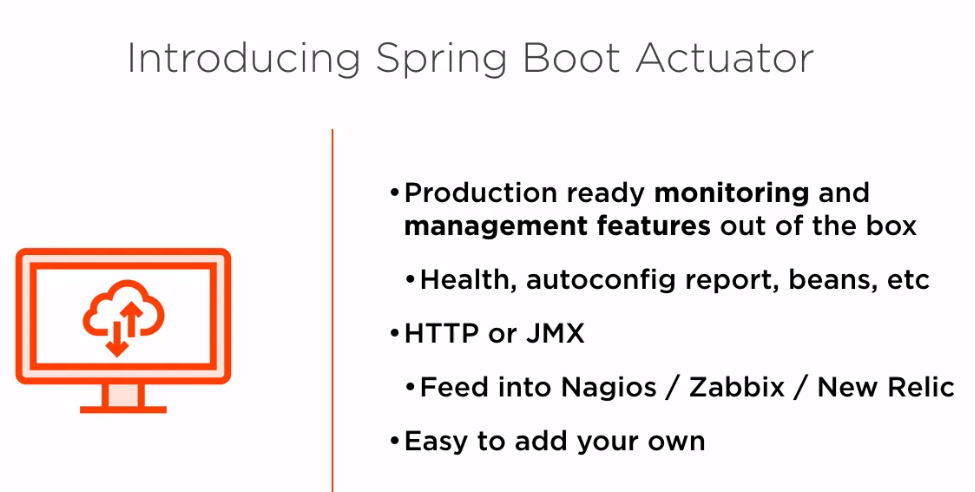 Introducing Spring Boot Actuator
•Production ready monitoring and
management features out of the box
•Health, autoconfig report, beans, etc
•HTTP or JMX
•Feed into Nagios / Zabbix / New Relic
•Easy to add your own